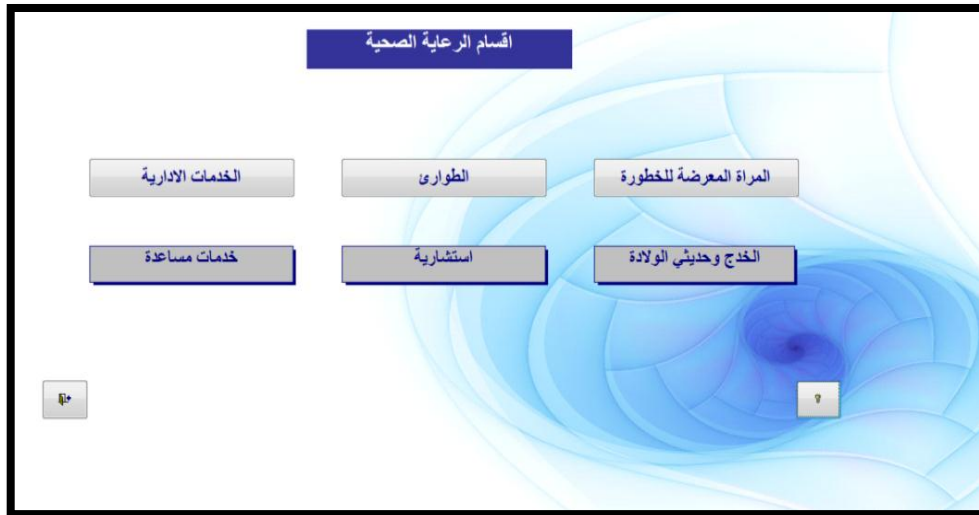 اقسام الرعاية الصحية
المراة المعرضة للخطورة
الطوارئ
الخدمات الادارية
الخدج وحديثي الولادة
استشارية
خدمات مساعدة
?